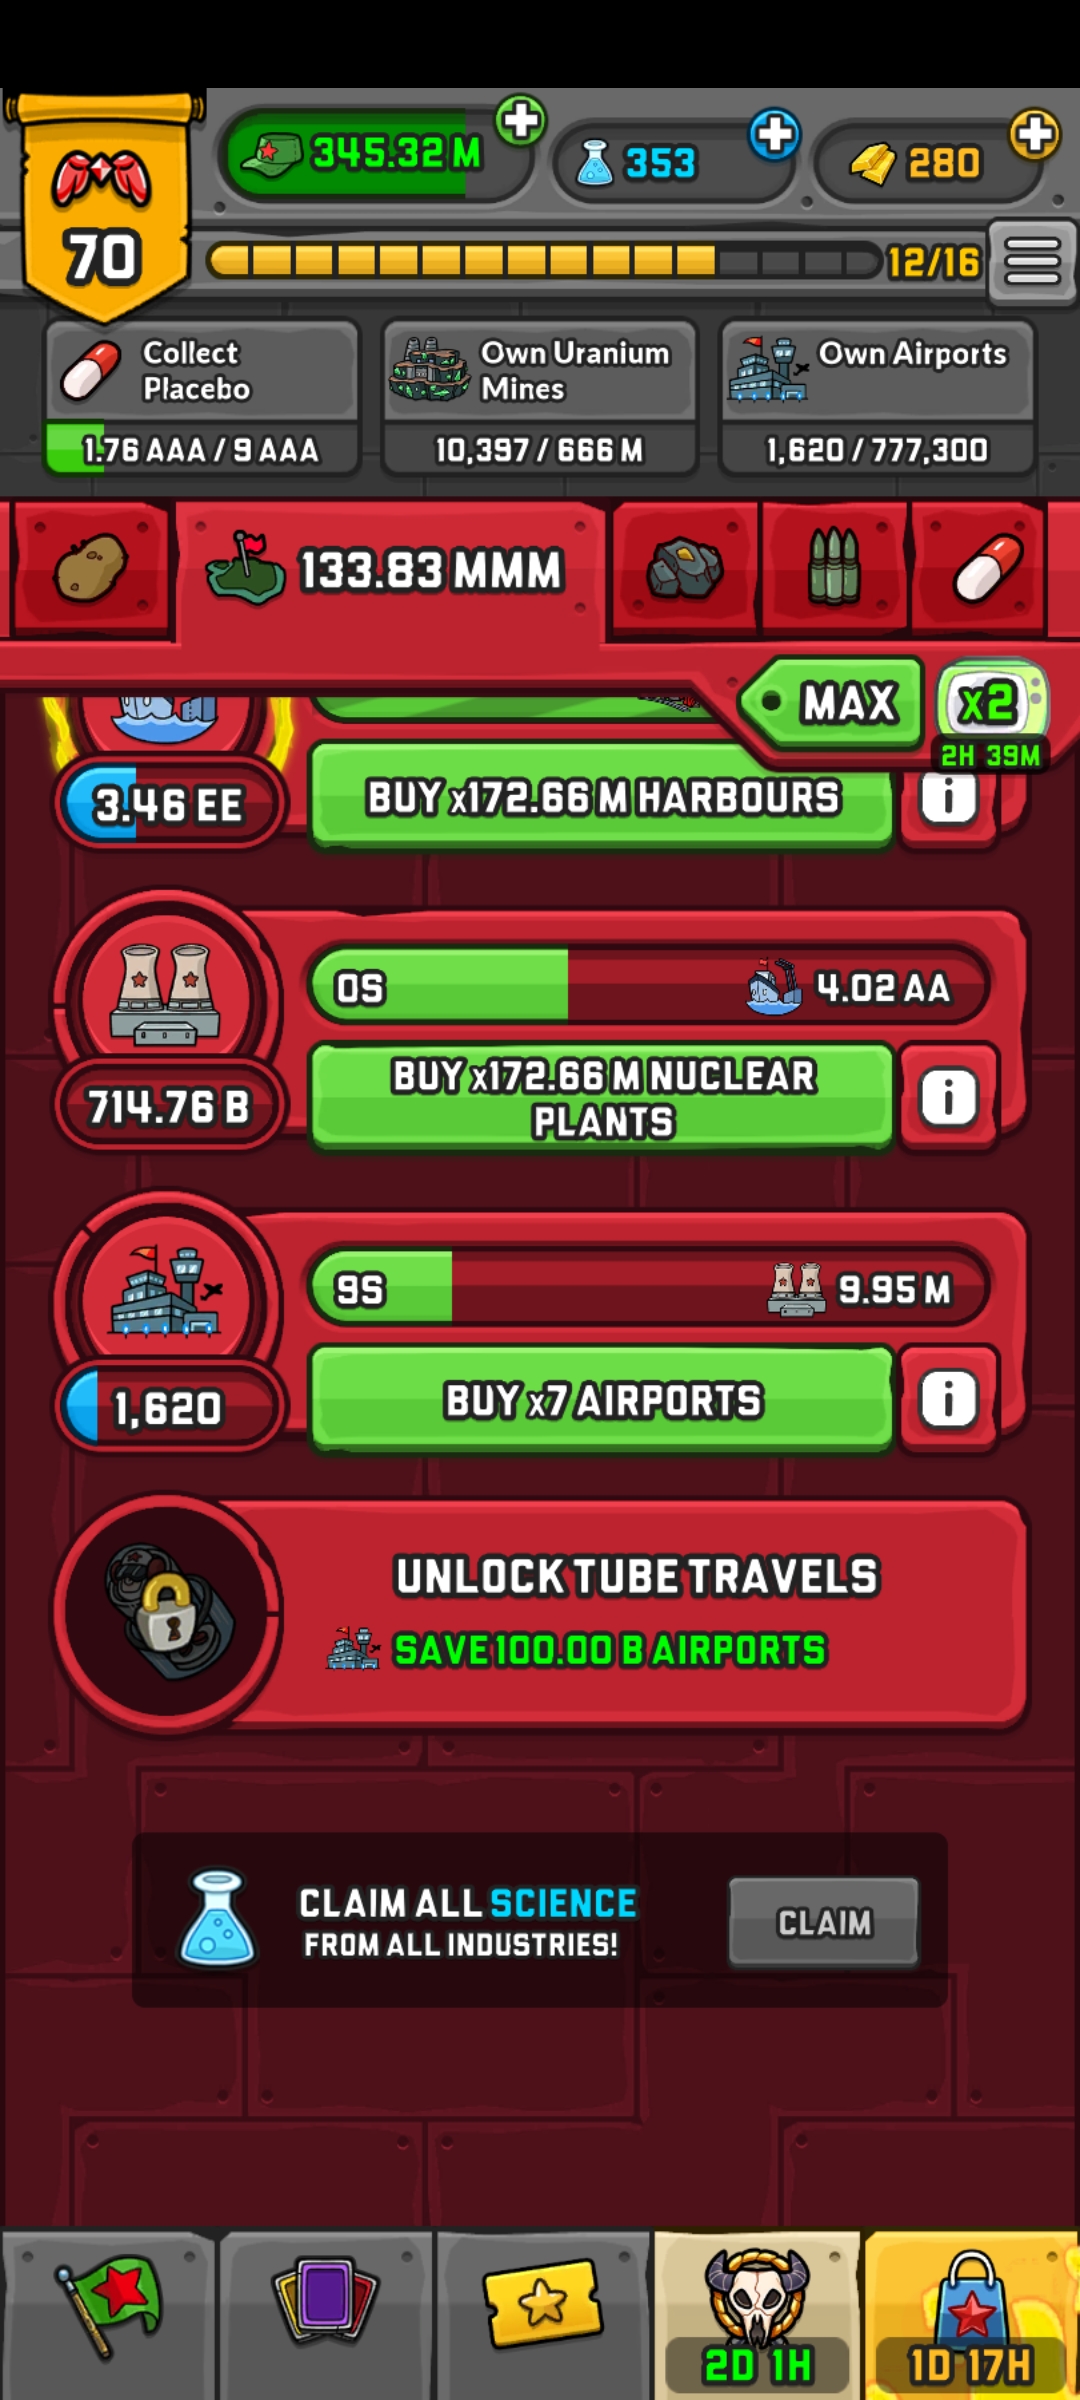 345.32 M
353
280
70
12/16
Collect
Placebo
1.76 AAA / 9 AAA
Own Uranium
Mines
10,397 / 666 M
Own Airports
1,620 / 777,300
133.83 MMM
MAX
x2
2H 39M
3.46 EE
BUY x172.66 M HARBOURS
i
0S
4.02 AA
714.76 B
BUY x172.66 M NUCLEAR
PLANTS
i
9S
9.95 M
1,620
BUY x7 AIRPORTS
i
UNLOCK TUBE TRAVELS
SAVE 100.00 B AIRPORTS
CLAIM ALL SCIENCE
FROM ALL INDUSTRIES!
CLAIM
2D 1H
1D 17H